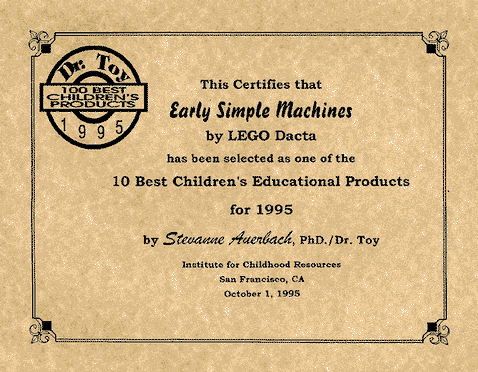 Dr. Toy
100 BEST
CHILDREN'S
PRODUCTS
1995
This Certifies that
Early Simple Machines
by LEGO Dacta
has been selected as one of the
10 Best Children's Educational Products
for 1995
by Stevanne Auerbach, PhD./Dr. Toy
Institute for Childhood Resources
San Francisco, CA
October 1, 1995